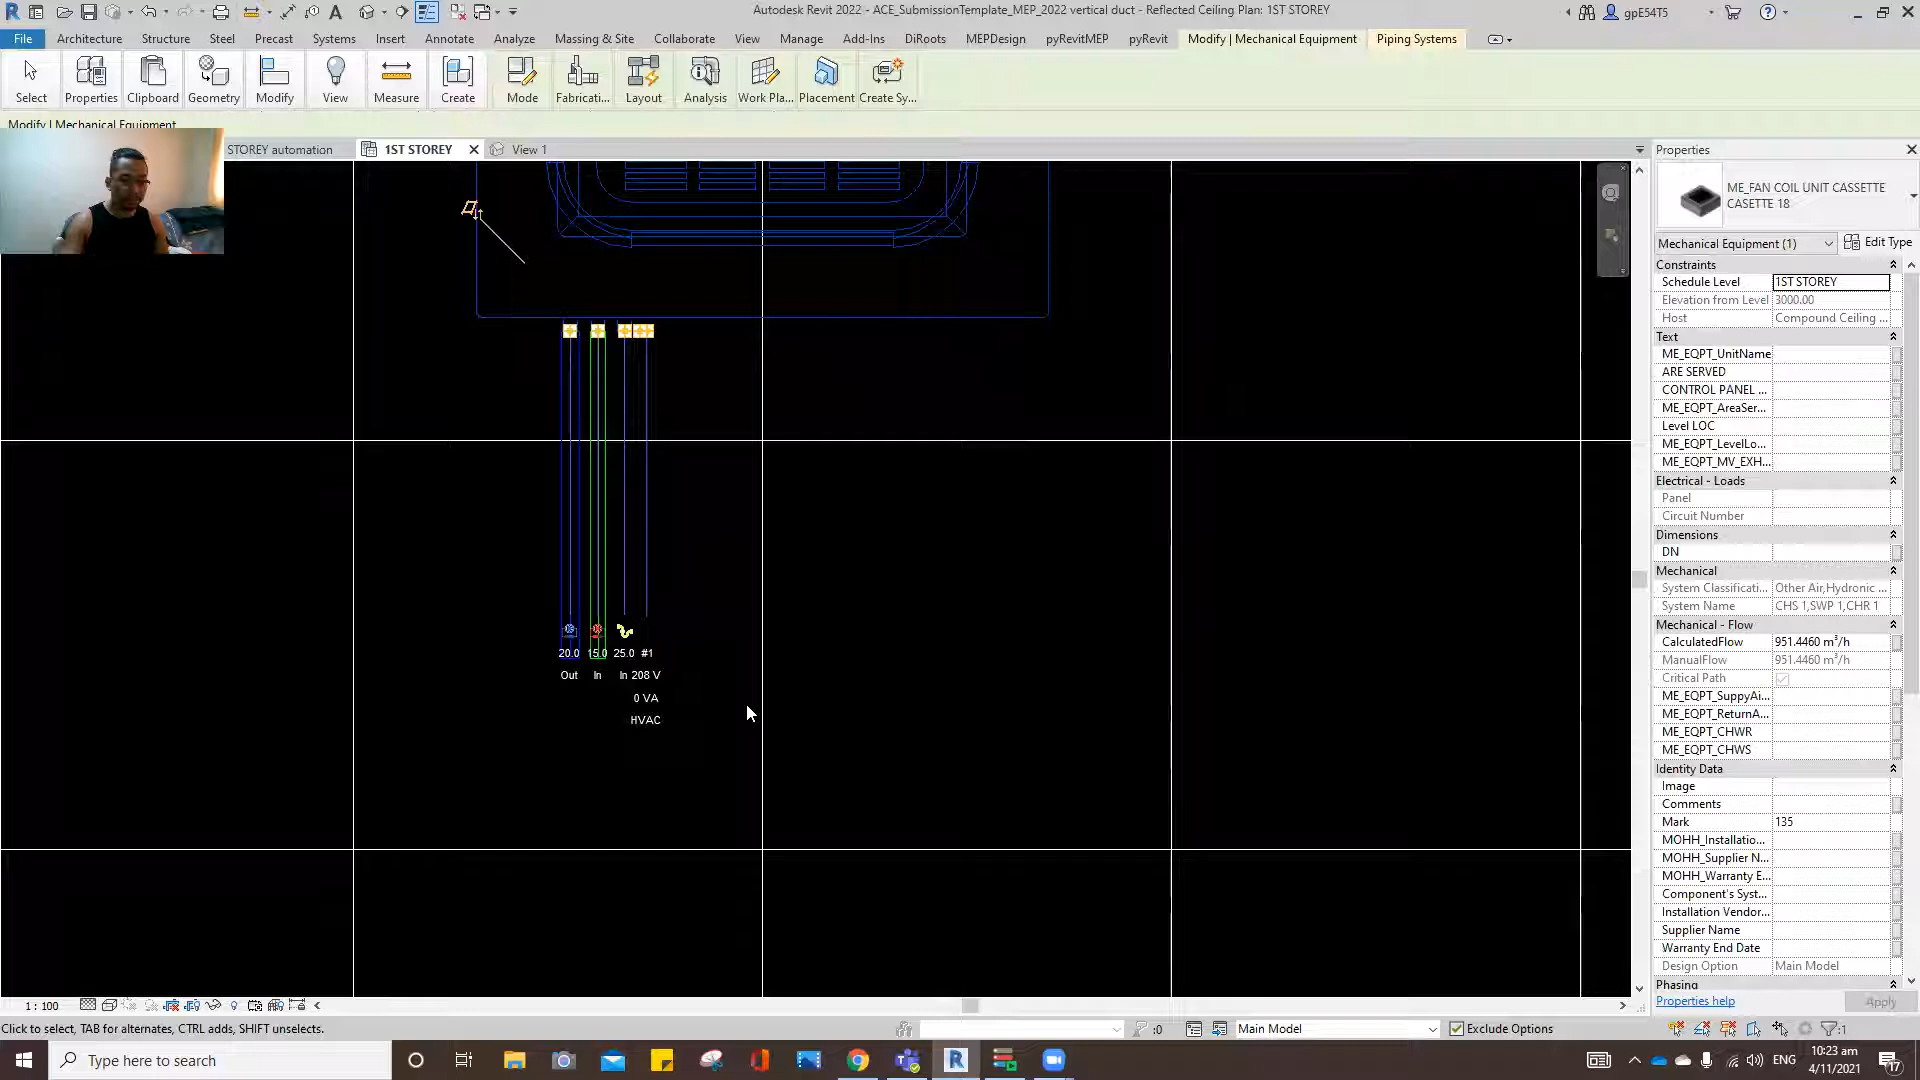 Autodesk Revit 2022 - ACE_SubmissionTemplate_MEP_2022 vertical duct - Reflected Ceiling Plan: 1ST STOREY
gpE54T5
File Architecture Structure Steel Precast Systems Insert Annotate Analyze Massing & Site Collaborate View Manage Add-Ins DiRoots MEPDesign pyRevitMEP pyRevit Modify | Mechanical Equipment Piping Systems
Select Properties Clipboard Geometry Modify View Measure Create Mode Fabricati... Layout Analysis Work Pla... Placement Create Sy...
Modify | Mechanical Equipment
STOREY automation 1ST STOREY View 1
20.0 15.0 25.0 #1
Out In In 208 V
0 VA
HVAC
Properties
ME_FAN COIL UNIT CASSETTE
CASETTE 18
Mechanical Equipment (1) Edit Type
Constraints
Schedule Level 1ST STOREY
Elevation from Level 3000.00
Host Compound Ceiling ...
Text
ME_EQPT_UnitName
ARE SERVED
CONTROL PANEL ...
ME_EQPT_AreaSer...
Level LOC
ME_EQPT_LevelLo...
ME_EQPT_MV_EXH...
Electrical - Loads
Panel
Circuit Number
Dimensions
DN
Mechanical
System Classificati... Other Air,Hydronic ...
System Name CHS 1,SWP 1,CHR 1
Mechanical - Flow
CalculatedFlow 951.4460 m³/h
ManualFlow 951.4460 m³/h
Critical Path
ME_EQPT_SuppyAi...
ME_EQPT_ReturnA...
ME_EQPT_CHWR
ME_EQPT_CHWS
Identity Data
Image
Comments
Mark 135
MOHH_Installatio...
MOHH_Supplier N...
MOHH_Warranty E...
Component's Syst...
Installation Vendor...
Supplier Name
Warranty End Date
Design Option Main Model
Phasing
Properties help Apply
1 : 100
Click to select, TAB for alternates, CTRL adds, SHIFT unselects. :0 Main Model Exclude Options :1
Type here to search
ENG
10:23 am
4/11/2021
17